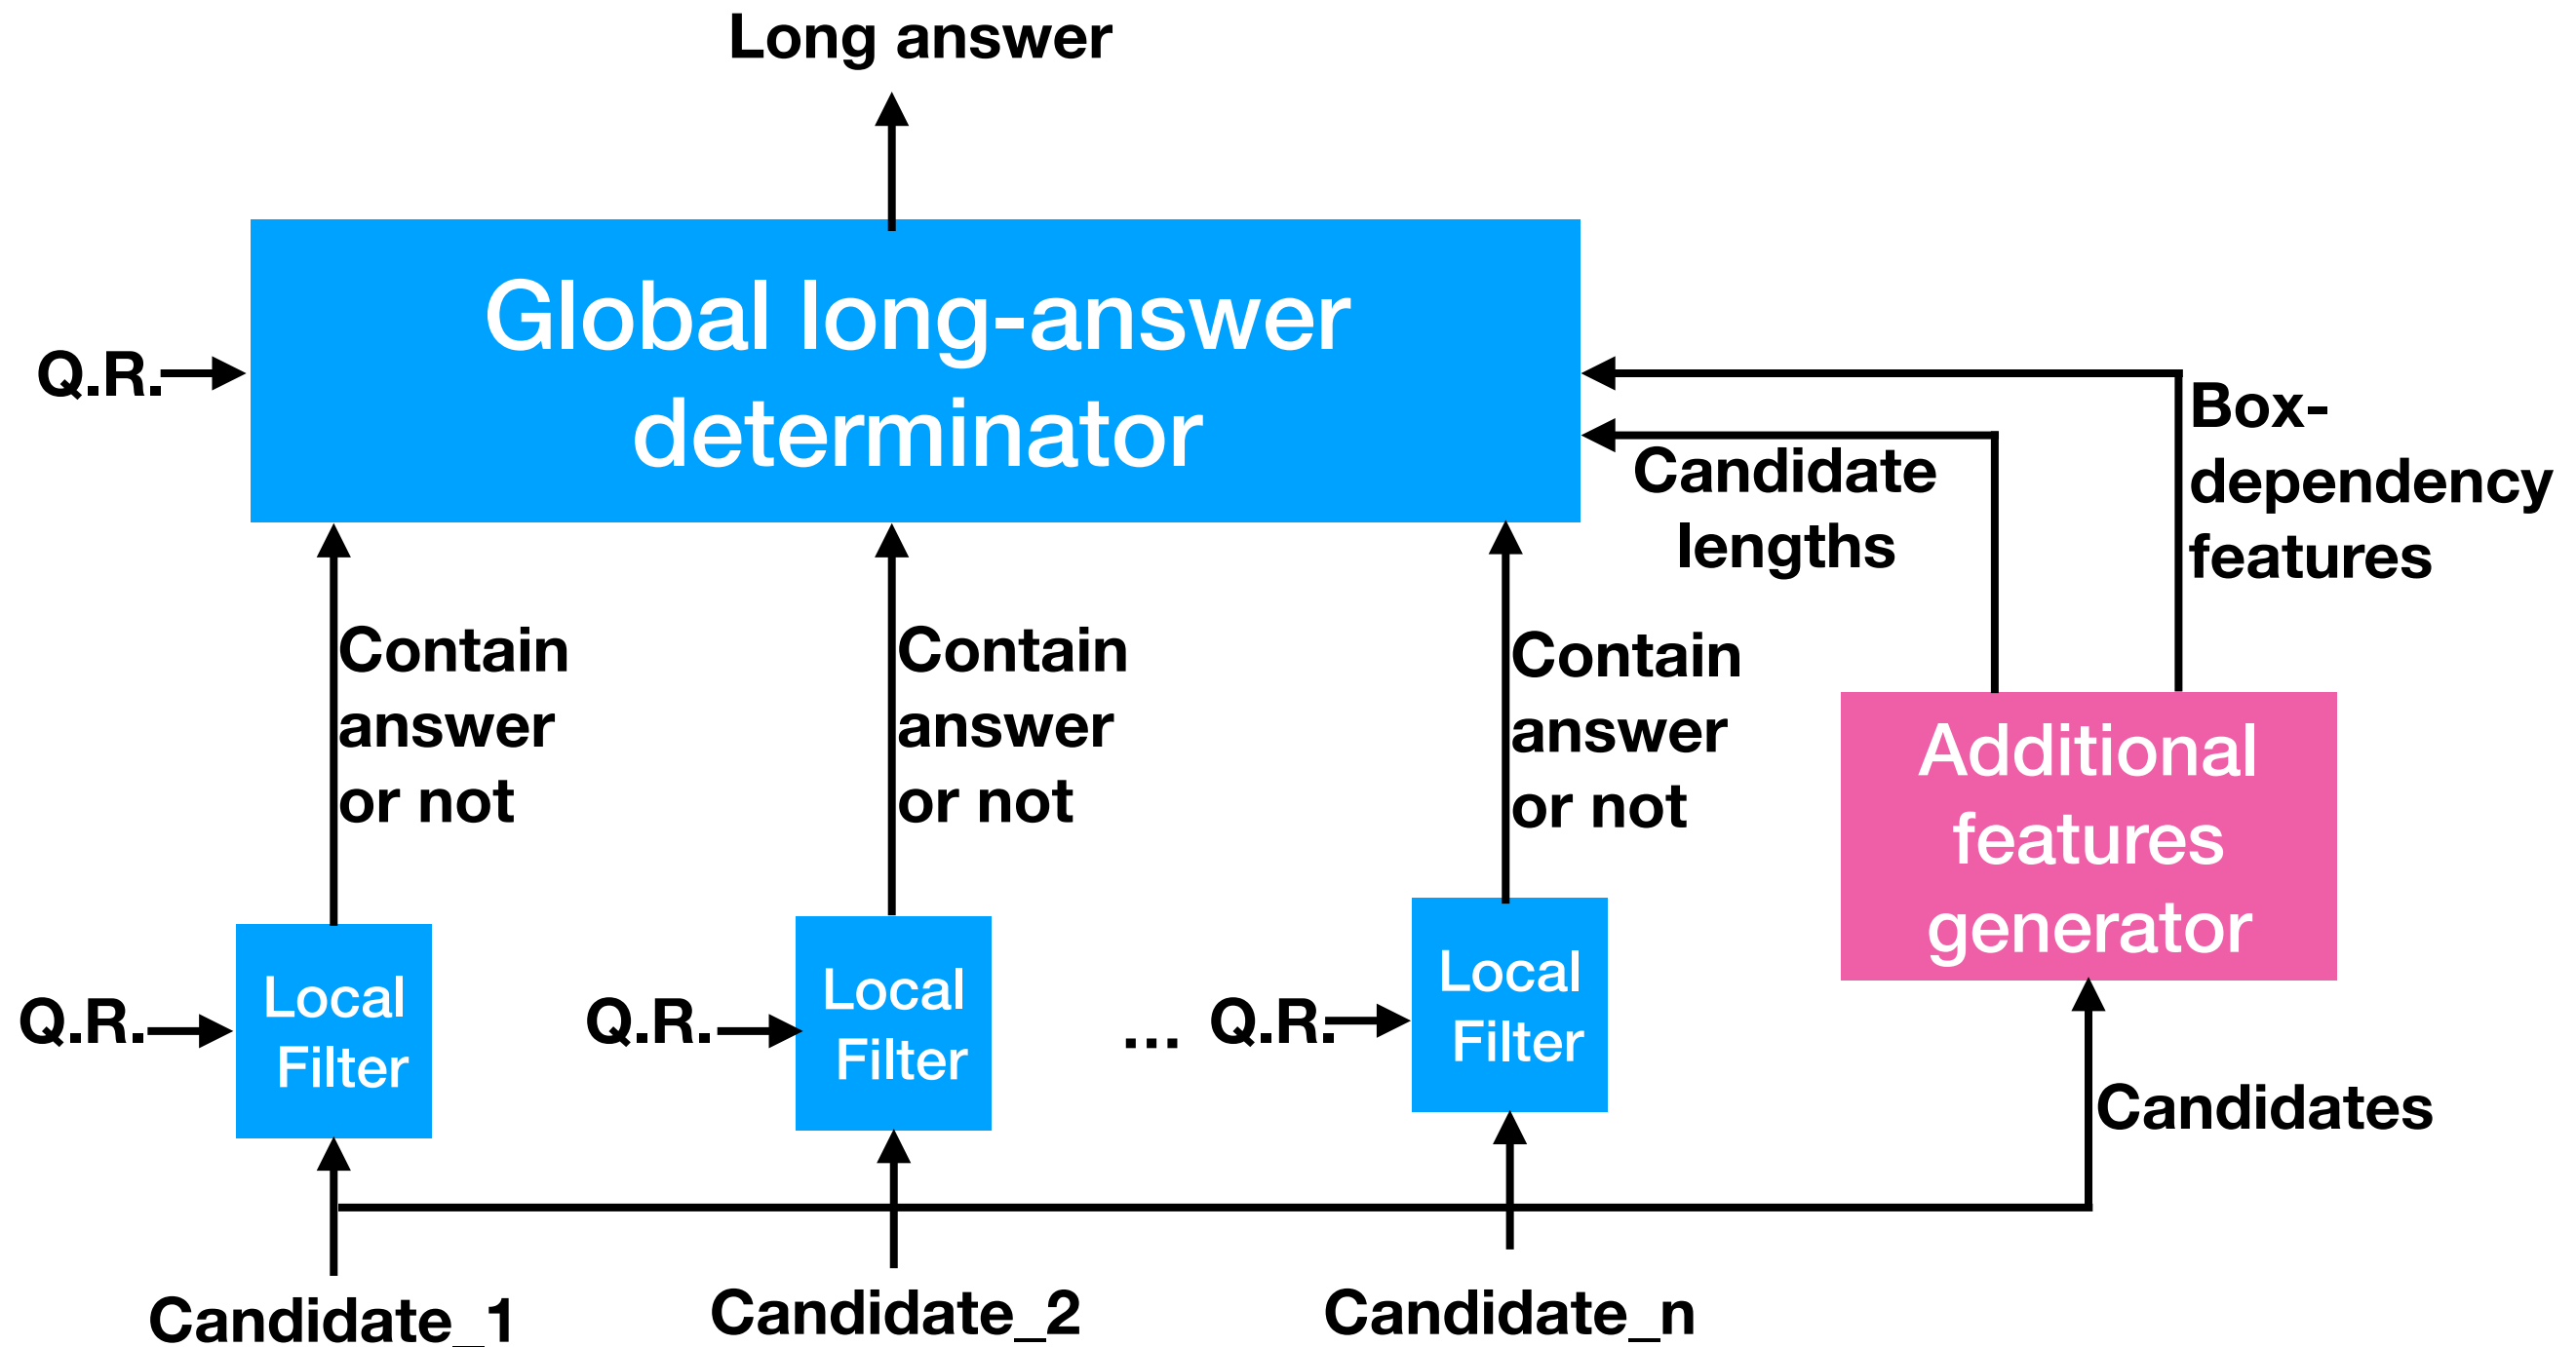 Long answer
Global long-answer
determinator
Q.R.
Box-
dependency
features
Candidate
lengths
Contain
answer
or not
Contain
answer
or not
Contain
answer
or not
Additional
features
generator
Q.R.
Local
Filter
Q.R.
Local
Filter
...
Q.R.
Local
Filter
Candidates
Candidate_1
Candidate_2
Candidate_n